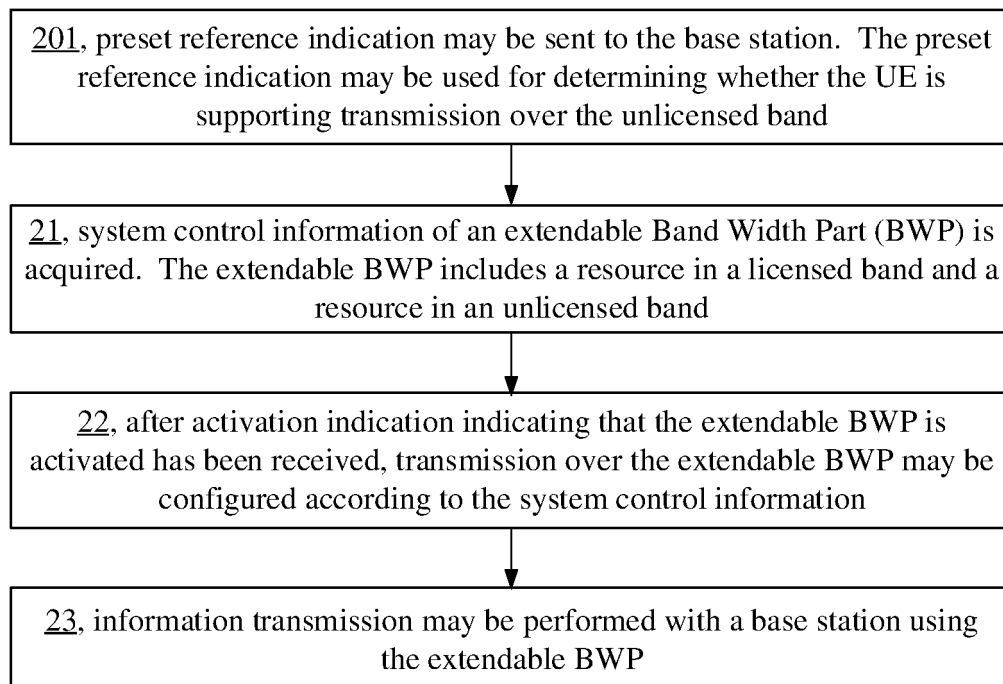 201, preset reference indication may be sent to the base station.  The preset
reference indication may be used for determining whether the UE is
supporting transmission over the unlicensed band
21, system control information of an extendable Band Width Part (BWP) is
acquired.  The extendable BWP includes a resource in a licensed band and a
resource in an unlicensed band
22, after activation indication indicating that the extendable BWP is
activated has been received, transmission over the extendable BWP may be
configured according to the system control information
23, information transmission may be performed with a base station using
the extendable BWP